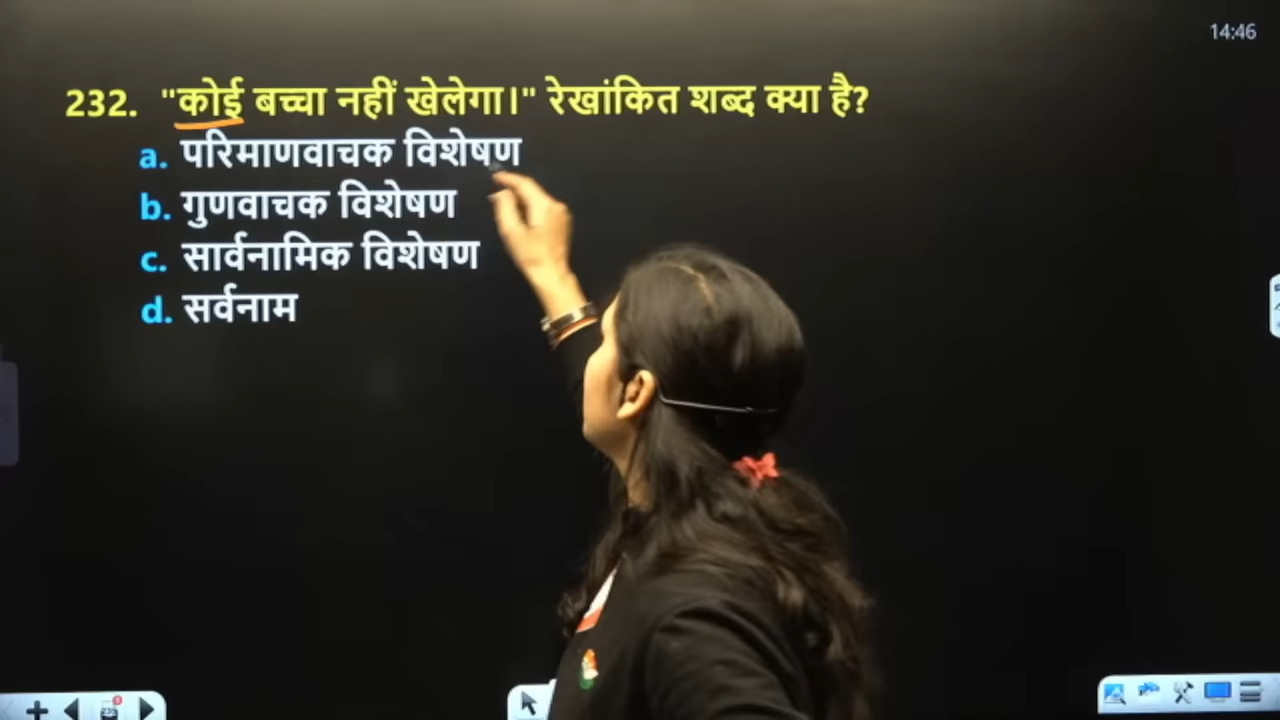 14:46
232. "कोई बच्चा नहीं खेलेगा।" रेखांकित शब्द क्या है?
a. परिमाणवाचक विशेषण
b. गुणवाचक विशेषण
c. सार्वनामिक विशेषण
d. सर्वनाम